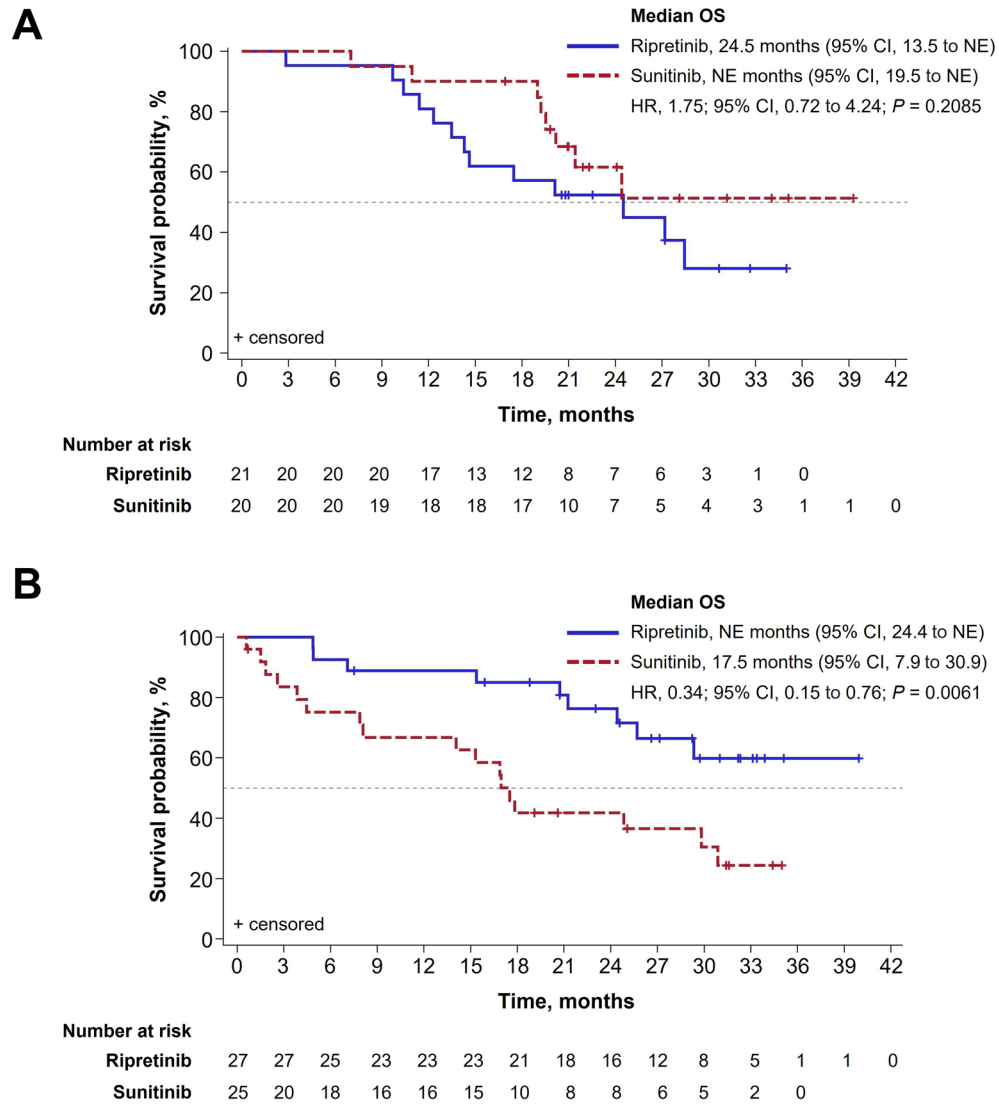 A
Median OS
Ripretinib, 24.5 months (95% CI, 13.5 to NE)
Sunitinib, NE months (95% CI, 19.5 to NE)
HR, 1.75; 95% CI, 0.72 to 4.24; P = 0.2085
Survival probability, %
100
80
60
40
20
0
+ censored
0 3 6 9 12 15 18 21 24 27 30 33 36 39 42
Time, months
Number at risk
Ripretinib 21 20 20 20 17 13 12 8 7 6 3 1 0
Sunitinib 20 20 20 19 18 18 17 10 7 5 4 3 1 1 0
B
Median OS
Ripretinib, NE months (95% CI, 24.4 to NE)
Sunitinib, 17.5 months (95% CI, 7.9 to 30.9)
HR, 0.34; 95% CI, 0.15 to 0.76; P = 0.0061
Survival probability, %
100
80
60
40
20
0
+ censored
0 3 6 9 12 15 18 21 24 27 30 33 36 39 42
Time, months
Number at risk
Ripretinib 27 27 25 23 23 23 21 18 16 12 8 5 1 1 0
Sunitinib 25 20 18 16 16 15 10 8 8 6 5 2 0